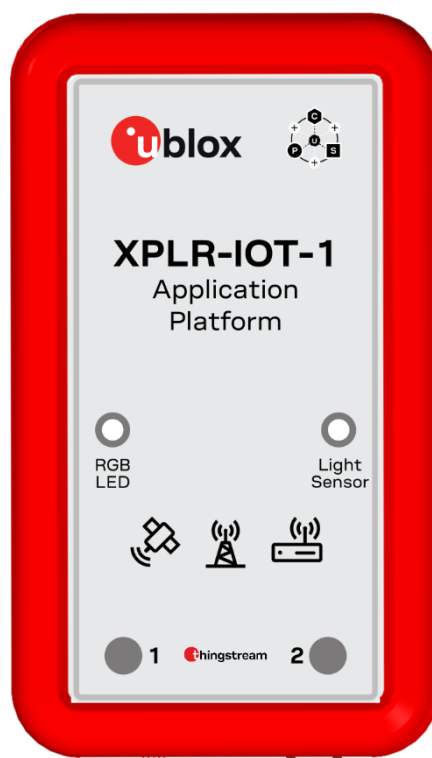 ublox
C
U
P S
XPLR-IOT-1
Application
Platform
RGB
LED
Light
Sensor
1 thingstream 2